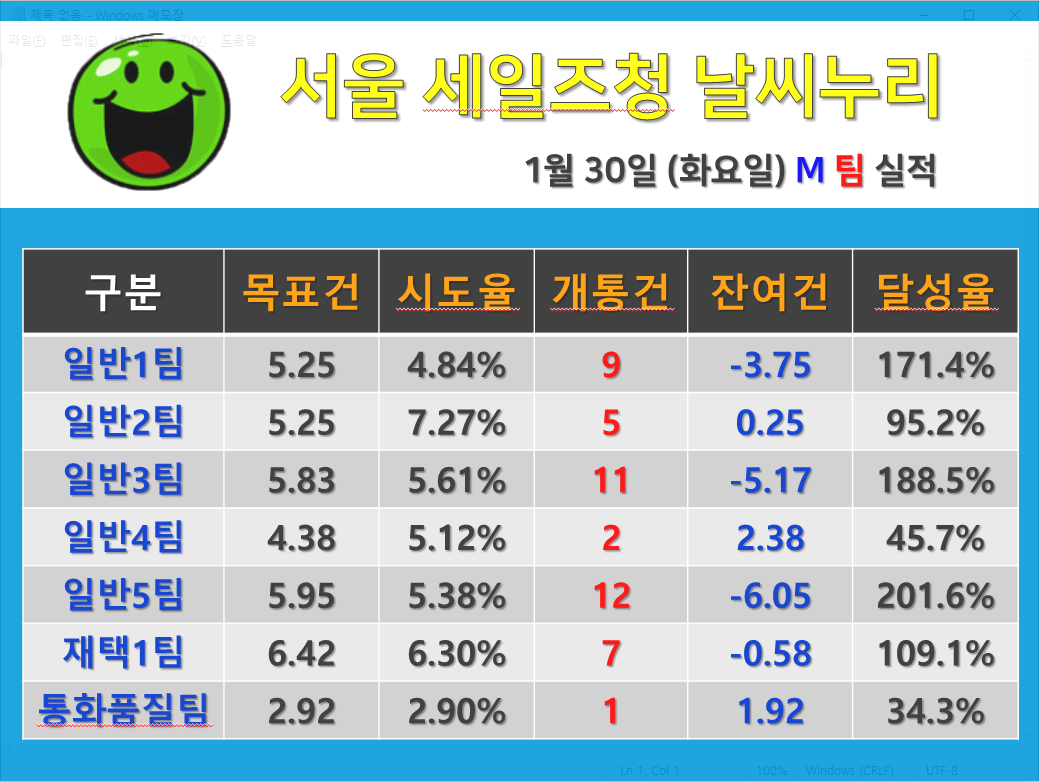 제목 없음 - Windows 메모장
파일(F) 편집(E) 보기(V) 도움말
서울 세일즈청 날씨누리
1월 30일 (화요일) M 팀 실적
구분 목표건 시도율 개통건 잔여건 달성율
일반1팀 5.25 4.84% 9 -3.75 171.4%
일반2팀 5.25 7.27% 5 0.25 95.2%
일반3팀 5.83 5.61% 11 -5.17 188.5%
일반4팀 4.38 5.12% 2 2.38 45.7%
일반5팀 5.95 5.38% 12 -6.05 201.6%
재택1팀 6.42 6.30% 7 -0.58 109.1%
통화품질팀 2.92 2.90% 1 1.92 34.3%
Ln 1, Col 1 100% Windows (CRLF) UTF-8